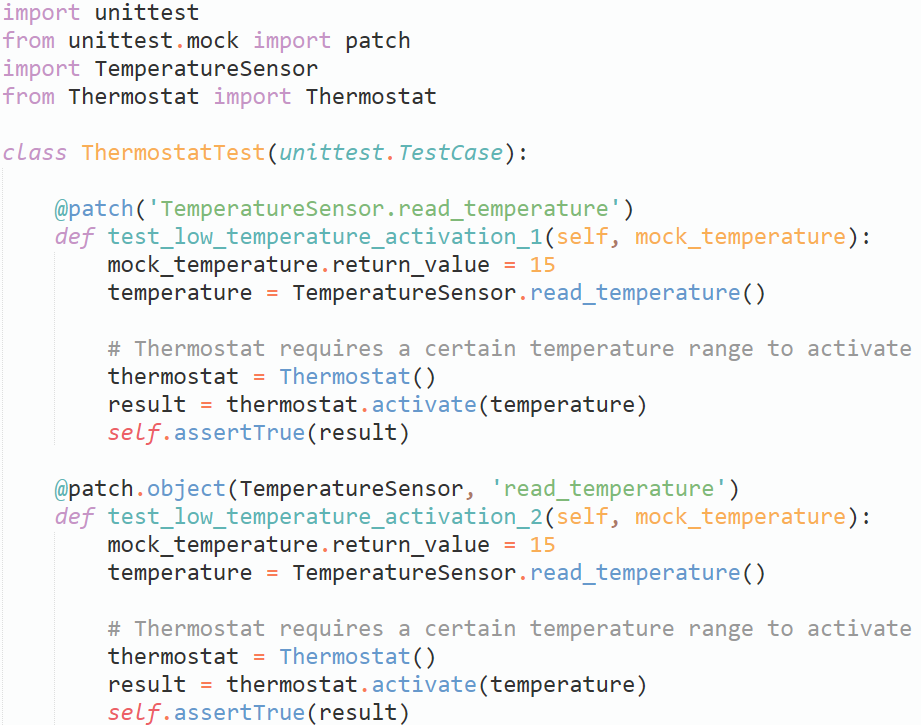 import unittest
from unittest.mock import patch
import TemperatureSensor
from Thermostat import Thermostat

class ThermostatTest(unittest.TestCase):

    @patch('TemperatureSensor.read_temperature')
    def test_low_temperature_activation_1(self, mock_temperature):
        mock_temperature.return_value = 15
        temperature = TemperatureSensor.read_temperature()

        # Thermostat requires a certain temperature range to activate
        thermostat = Thermostat()
        result = thermostat.activate(temperature)
        self.assertTrue(result)

    @patch.object(TemperatureSensor, 'read_temperature')
    def test_low_temperature_activation_2(self, mock_temperature):
        mock_temperature.return_value = 15
        temperature = TemperatureSensor.read_temperature()

        # Thermostat requires a certain temperature range to activate
        thermostat = Thermostat()
        result = thermostat.activate(temperature)
        self.assertTrue(result)